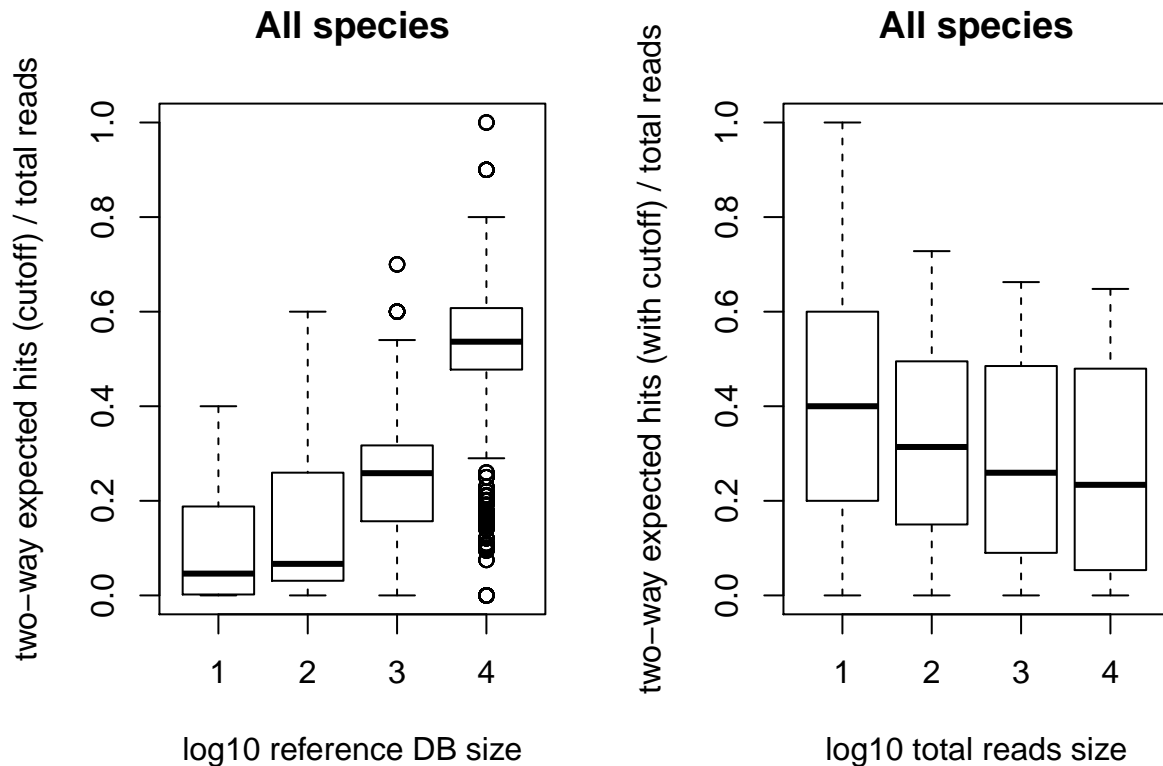 All species
two−way expected hits (cutoff) / total reads
1.0
0.8
0.6
0.4
0.2
0.0
1 2 3 4
log10 reference DB size
All species
two−way expected hits (with cutoff) / total reads
1.0
0.8
0.6
0.4
0.2
0.0
1 2 3 4
log10 total reads size